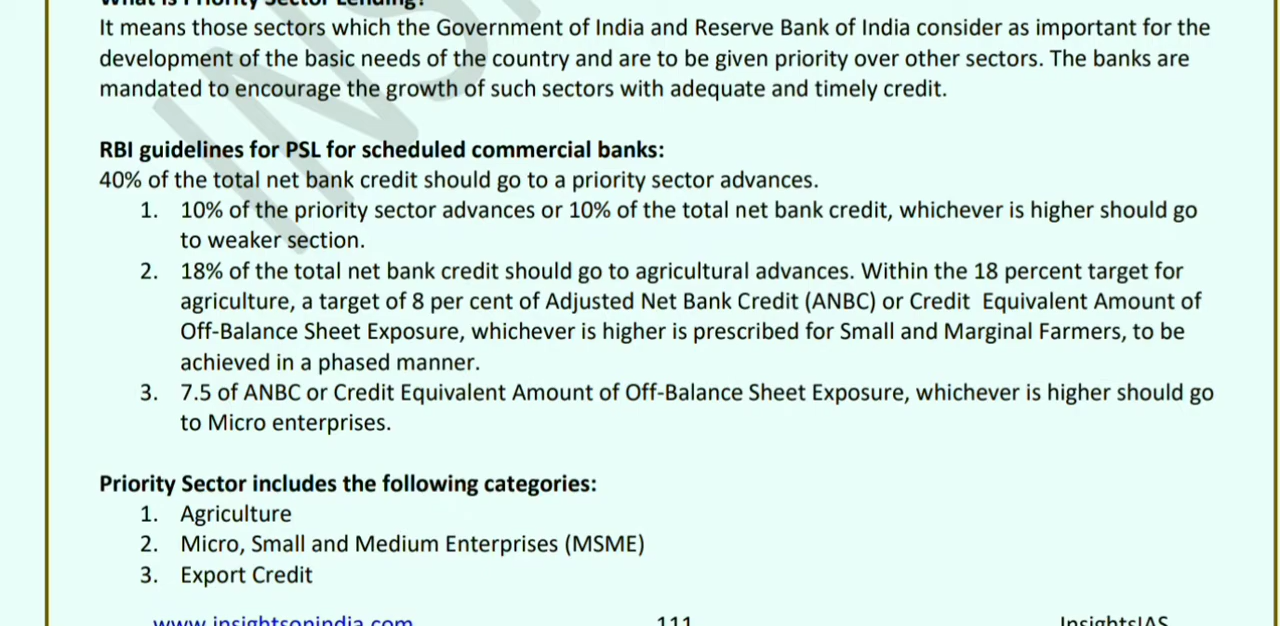 What is Priority Sector Lending?
It means those sectors which the Government of India and Reserve Bank of India consider as important for the
development of the basic needs of the country and are to be given priority over other sectors. The banks are
mandated to encourage the growth of such sectors with adequate and timely credit.
RBI guidelines for PSL for scheduled commercial banks:
40% of the total net bank credit should go to a priority sector advances.
1. 10% of the priority sector advances or 10% of the total net bank credit, whichever is higher should go
to weaker section.
2. 18% of the total net bank credit should go to agricultural advances. Within the 18 percent target for
agriculture, a target of 8 per cent of Adjusted Net Bank Credit (ANBC) or Credit Equivalent Amount of
Off-Balance Sheet Exposure, whichever is higher is prescribed for Small and Marginal Farmers, to be
achieved in a phased manner.
3. 7.5 of ANBC or Credit Equivalent Amount of Off-Balance Sheet Exposure, whichever is higher should go
to Micro enterprises.
Priority Sector includes the following categories:
1. Agriculture
2. Micro, Small and Medium Enterprises (MSME)
3. Export Credit
www.insightsonindia.com 111 InsightsIAS